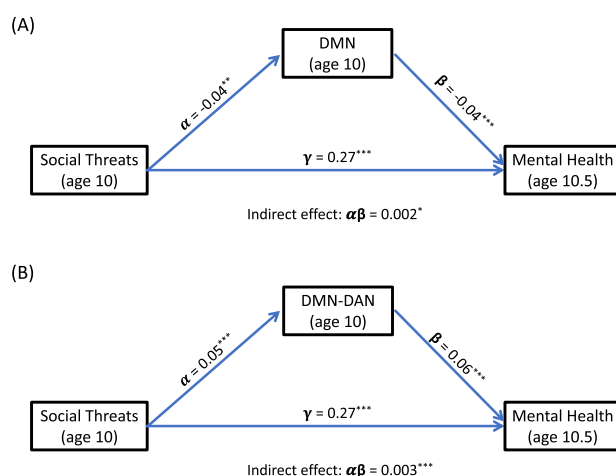 (A)
DMN
(age 10)
α = -0.04**
β = -0.04***
Social Threats
(age 10)
γ = 0.27***
Mental Health
(age 10.5)
Indirect effect: αβ = 0.002*
(B)
DMN-DAN
(age 10)
α = 0.05***
β = 0.06***
Social Threats
(age 10)
γ = 0.27***
Mental Health
(age 10.5)
Indirect effect: αβ = 0.003***